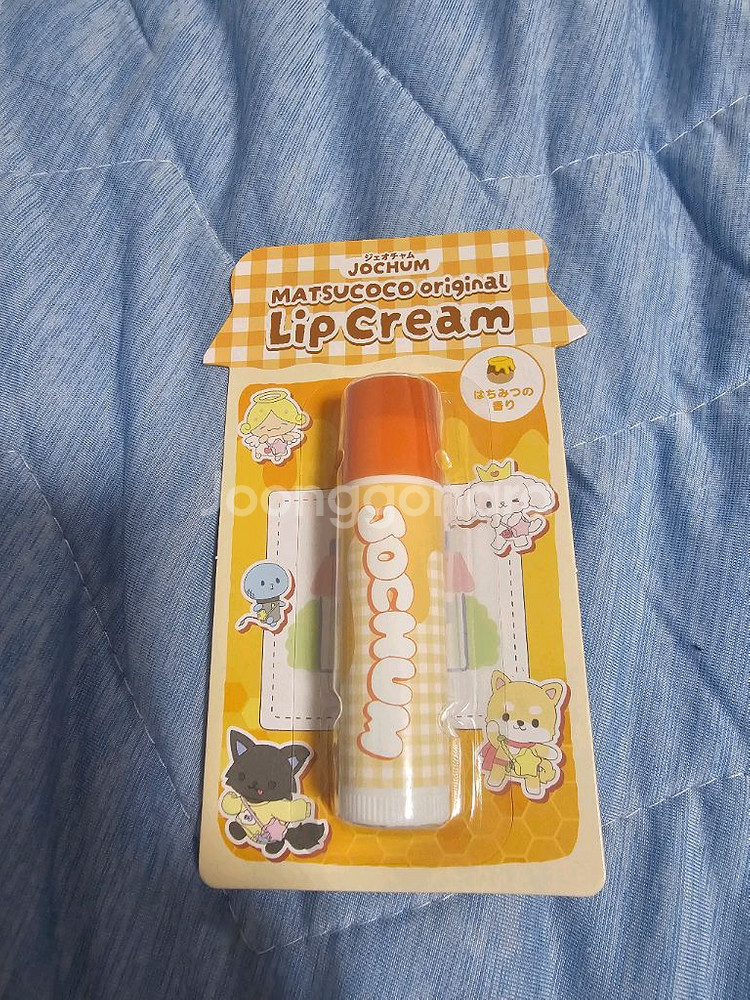 ジェオチャム
JOCHUM
MATSUCOCO original
Lip Cream
はちみつの
香り
JOCHUM
Joonggonara